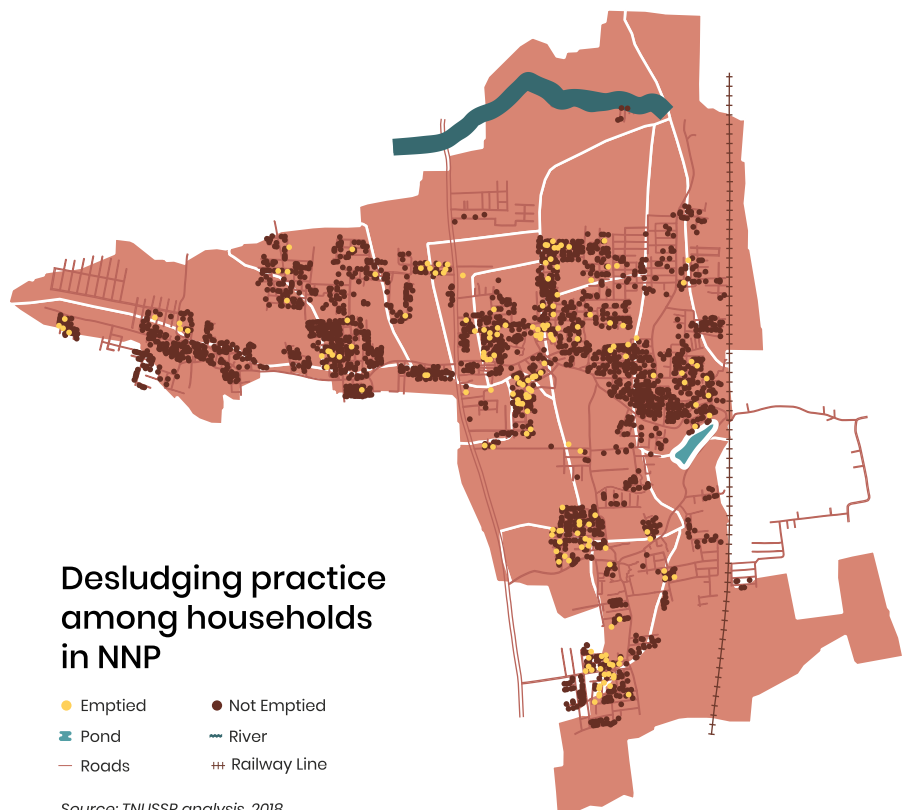 Desludging practice
among households
in NNP
Emptied
Not Emptied
Pond
River
Roads
Railway Line
Source: TNUSSP analysis, 2018